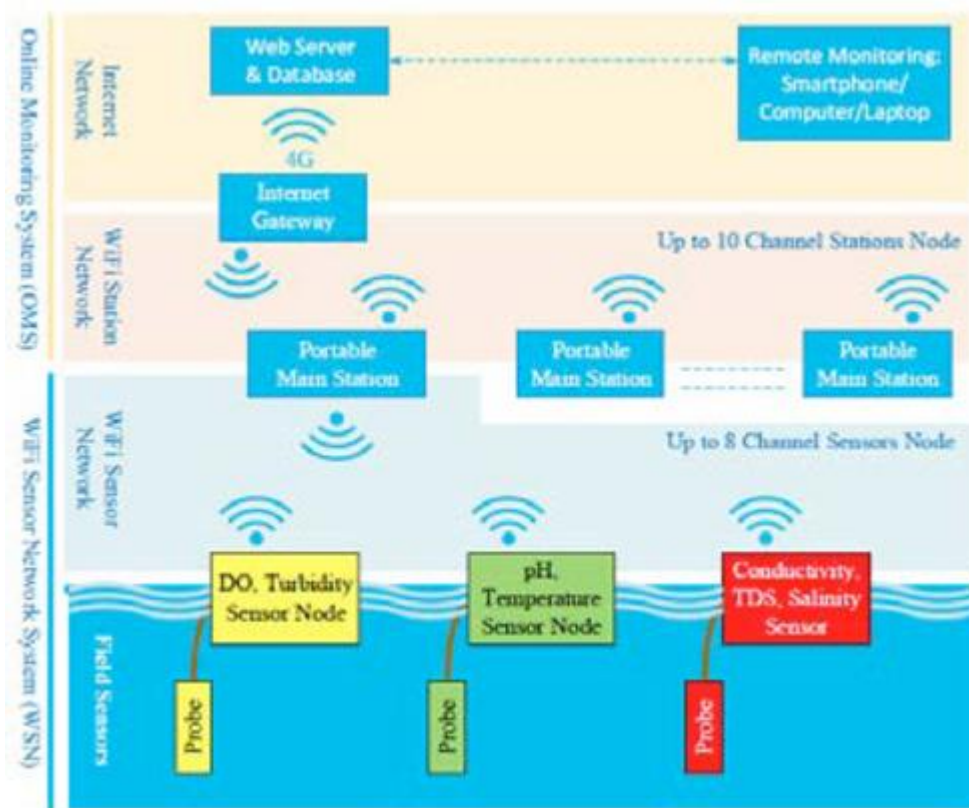 Online Monitoring System (OMS)
Internet
Network
Web Server
& Database
Remote Monitoring:
Smartphone/
Computer/Laptop
4G
Internet
Gateway
WiFi Station
Network
Up to 10 Channel Stations Node
Portable
Main Station
Portable
Main Station
Portable
Main Station
WiFi Sensor Network System (WSN)
WiFi Sensor
Network
Up to 8 Channel Sensors Node
DO, Turbidity
Sensor Node
pH,
Temperature
Sensor Node
Conductivity,
TDS, Salinity
Sensor
Field Sensors
Probe
Probe
Probe